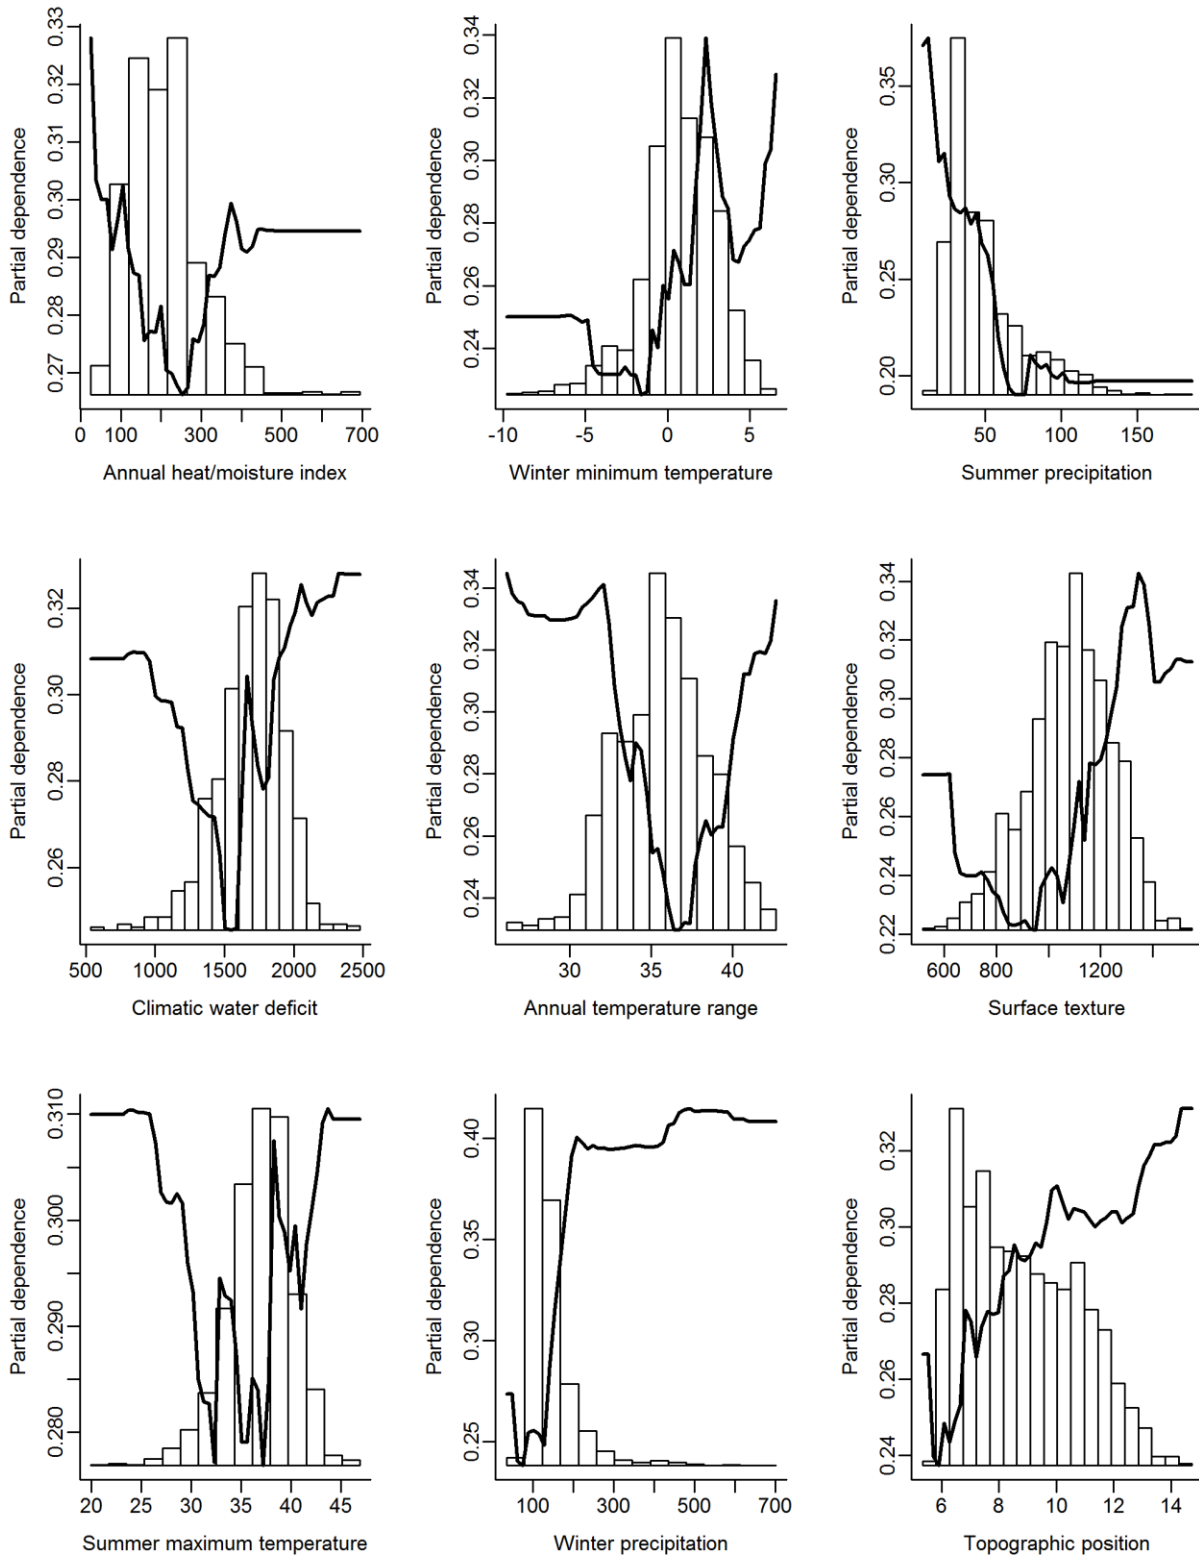 0.33
0.32
0.31
0.30
0.29
0.28
0.27
Partial dependence
0 100 300 500 700
Annual heat/moisture index
0.34
0.32
0.30
0.28
0.26
0.24
Partial dependence
-10 -5 0 5
Winter minimum temperature
0.35
0.30
0.25
0.20
Partial dependence
50 100 150
Summer precipitation
0.32
0.30
0.28
0.26
Partial dependence
500 1000 1500 2000 2500
Climatic water deficit
0.34
0.32
0.30
0.28
0.26
0.24
Partial dependence
30 35 40
Annual temperature range
0.34
0.32
0.30
0.28
0.26
0.24
0.22
Partial dependence
600 800 1200
Surface texture
0.310
0.300
0.290
0.280
Partial dependence
20 25 30 35 40 45
Summer maximum temperature
0.40
0.35
0.30
0.25
Partial dependence
100 300 500 700
Winter precipitation
0.32
0.30
0.28
0.26
0.24
Partial dependence
6 8 10 12 14
Topographic position